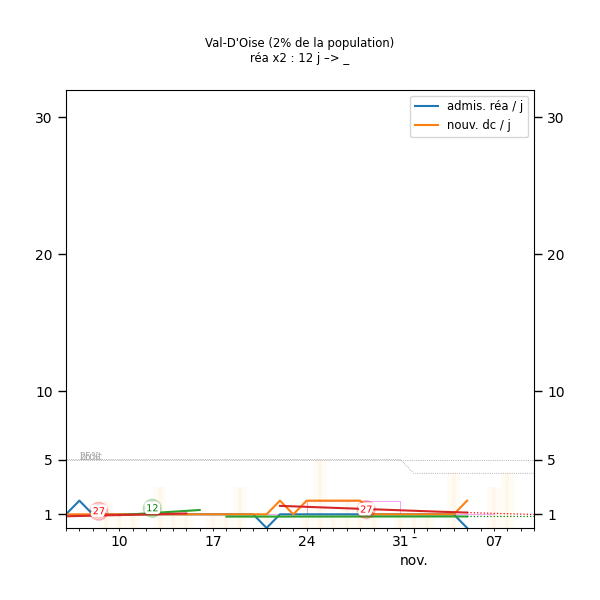 Val-D'Oise (2% de la population)
réa x2 : 12 j –> _
admis. réa / j
nouv. dc / j
30 30
20 20
10 10
5 5
27 12 27
1 1
10 17 24 31 07
nov.